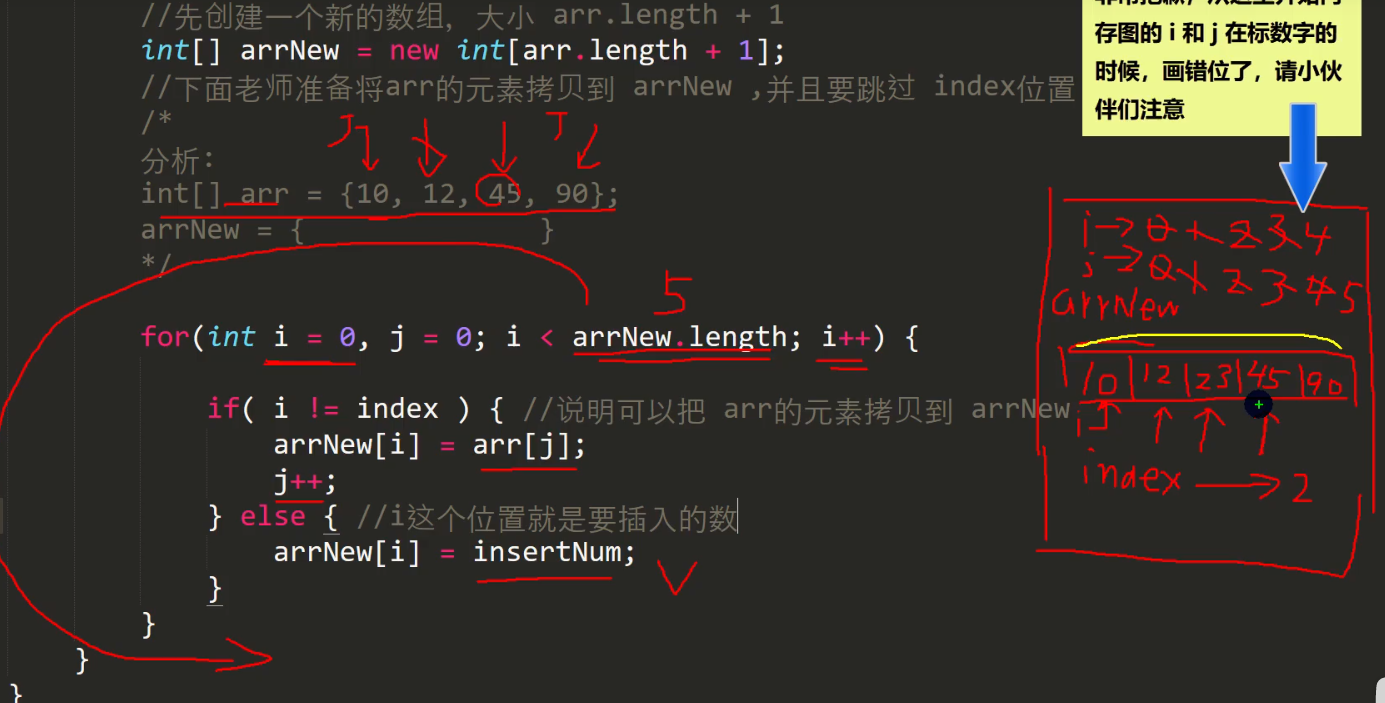 //先创建一个新的数组, 大小 arr.length + 1
int[] arrNew = new int[arr.length + 1];
//下面老师准备将arr的元素拷贝到 arrNew ,并且要跳过 index位置
/*
分析:
int[] arr = {10, 12, 45, 90};
arrNew = { }
*/
for(int i = 0, j = 0; i < arrNew.length; i++) {
if( i != index ) { //说明可以把 arr的元素拷贝到 arrNew
arrNew[i] = arr[j];
j++;
} else { //i这个位置就是要插入的数
arrNew[i] = insertNum;
}
}
}
}
5
存图的 i 和 j 在标数字的
时候，画错位了，请小伙
伴们注意
i→0 1 2 3 4
j→0 1 2 3 4 5
arrNew
10|12|23|45|90
index → 2